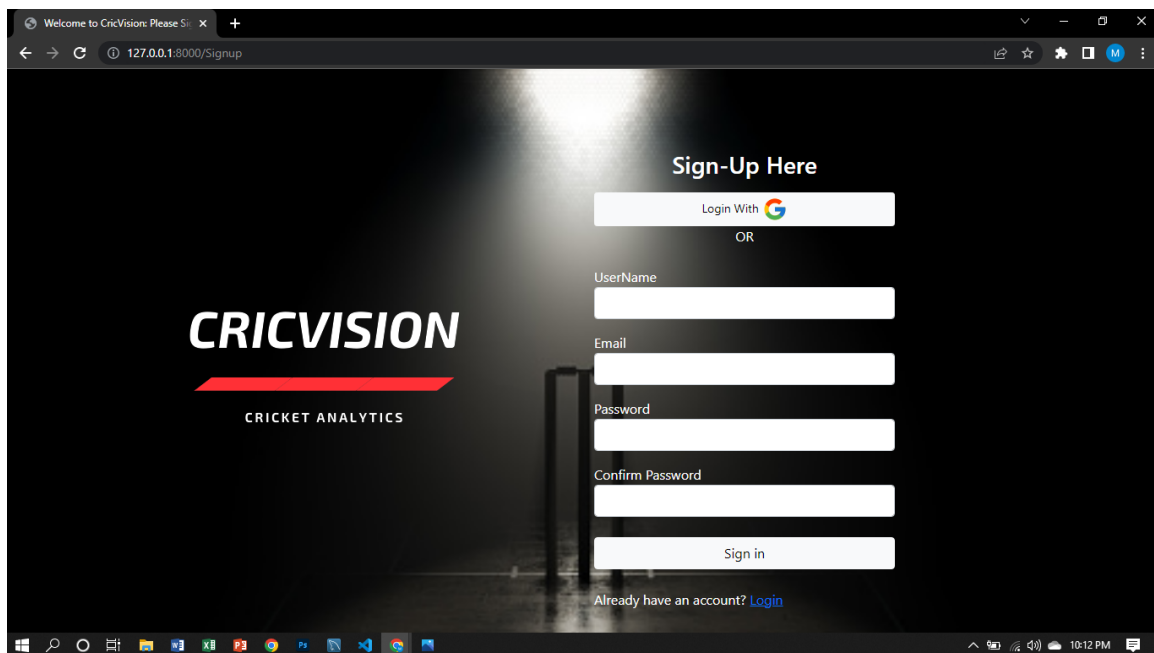 Welcome to CricVision: Please Si
127.0.0.1:8000/Signup
M
Sign-Up Here
Login With G
OR
UserName
CRICVISION
Email
CRICKET ANALYTICS
Password
Confirm Password
Sign in
Already have an account? Login
10:12 PM